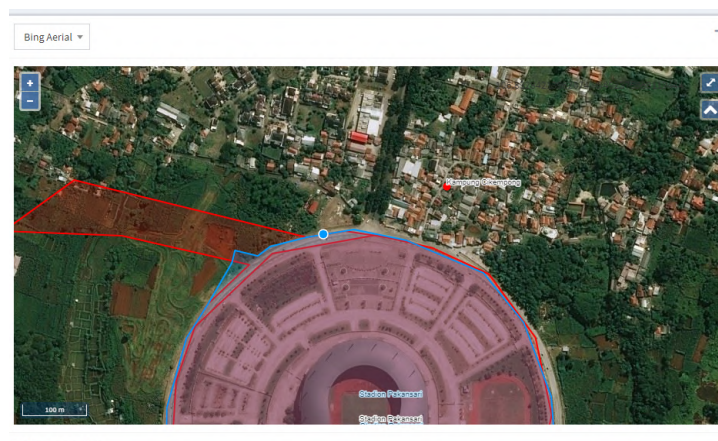 Bing Aerial
+
−
Kampung Cikempong
Stadion Pakansari
Stadion Pakansari
100 m